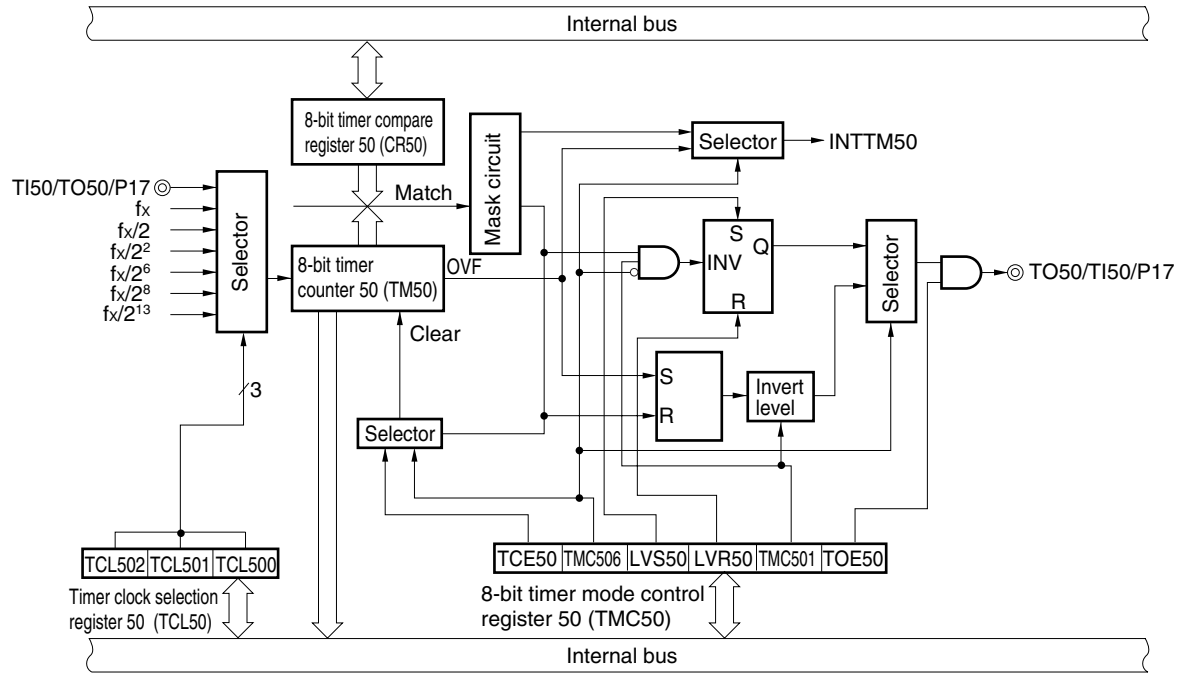 Internal bus
8-bit timer compare
register 50 (CR50)
Mask circuit
Selector
INTTM50
TI50/TO50/P17
fX
fX/2
fX/2²
fX/2⁶
fX/2⁸
fX/2¹³
Selector
Match
8-bit timer
counter 50 (TM50)
OVF
Clear
S
Q
INV
R
Selector
TO50/TI50/P17
3
S
R
Invert
level
Selector
TCL502 TCL501 TCL500
Timer clock selection
register 50 (TCL50)
TCE50 TMC506 LVS50 LVR50 TMC501 TOE50
8-bit timer mode control
register 50 (TMC50)
Internal bus